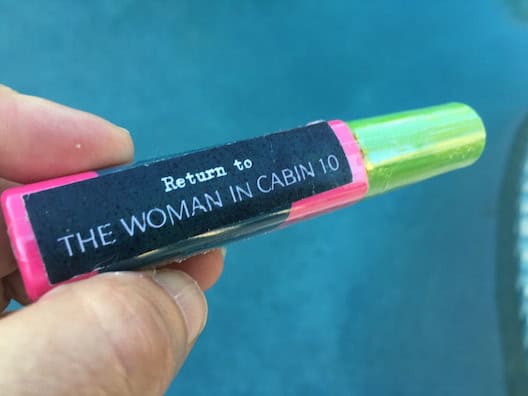 Return to
THE WOMAN IN CABIN 10